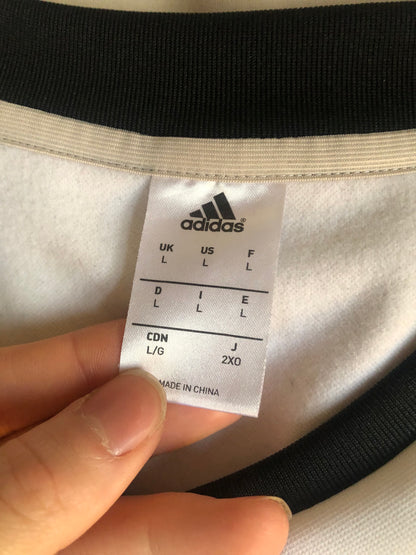 adidas®
UK US F
L L L
D I E
L L L
CDN J
L/G 2XO
MADE IN CHINA